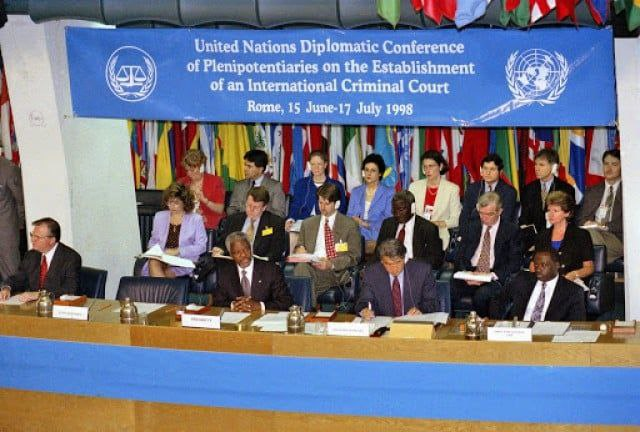 United Nations Diplomatic Conference
of Plenipotentiaries on the Establishment
of an International Criminal Court
Rome, 15 June-17 July 1998